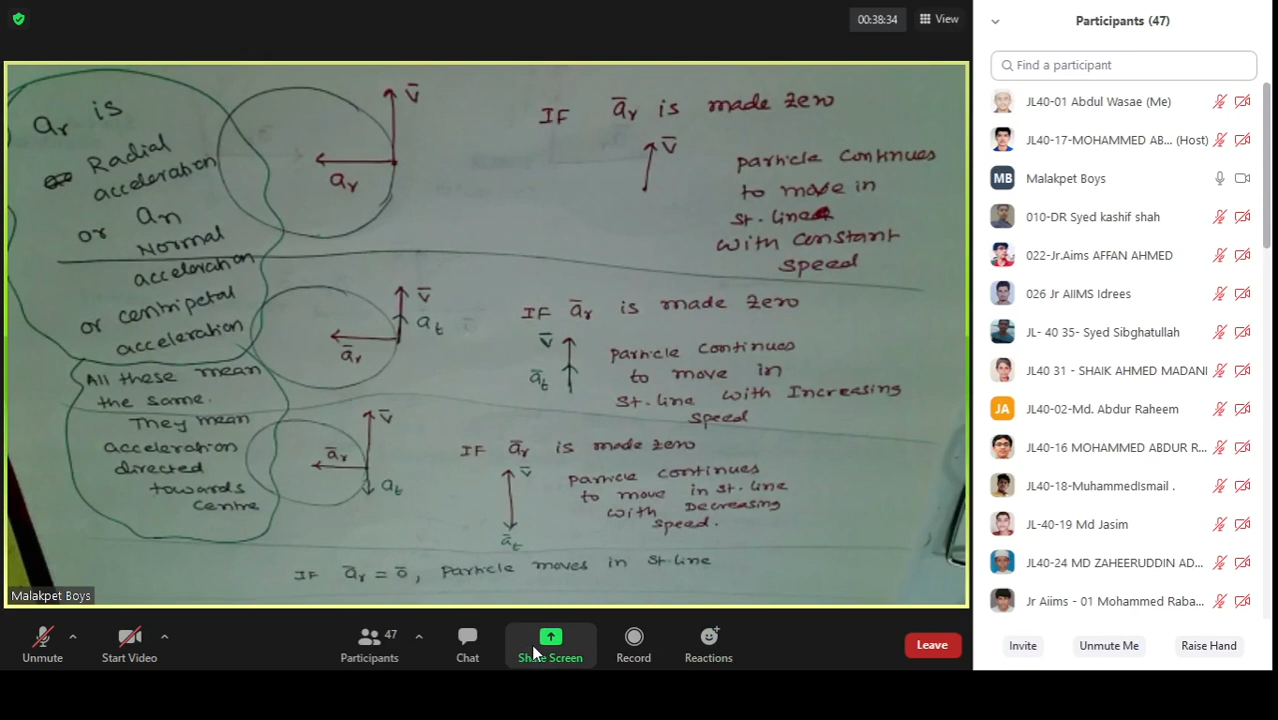 00:38:34
View
Participants (47)
Find a participant
JL40-01 Abdul Wasae (Me)
JL40-17-MOHAMMED AB... (Host)
MB
Malakpet Boys
010-DR Syed kashif shah
022-Jr.Aims AFFAN AHMED
026 Jr AIIMS Idrees
JL- 40 35- Syed Sibghatullah
JL40 31 - SHAIK AHMED MADANI
JA
JL40-02-Md. Abdur Raheem
JL40-16 MOHAMMED ABDUR R...
JL40-18-MuhammedIsmail .
JL-40-19 Md Jasim
JL40-24 MD ZAHEERUDDIN AD...
Jr Aiims - 01 Mohammed Raba...
Invite
Unmute Me
Raise Hand
ar is
Radial
acceleration
or an
Normal
acceleration
or centripetal
acceleration
All these mean
the same.
They mean
acceleration
directed
towards
centre
v̄
ar
IF ār is made zero
v̄
particle continues
to move in
st. line
with constant
speed
v̄
at
ār
IF ār is made zero
v̄
āt
particle continues
to move in
st. line with Increasing
speed
v̄
ār
at
IF ār is made zero
v̄
āt
particle continues
to move in st. line
with Decreasing
speed.
IF ār = ō, Particle moves in st. line
Malakpet Boys
Unmute
Start Video
47
Participants
Chat
Share Screen
Record
Reactions
Leave